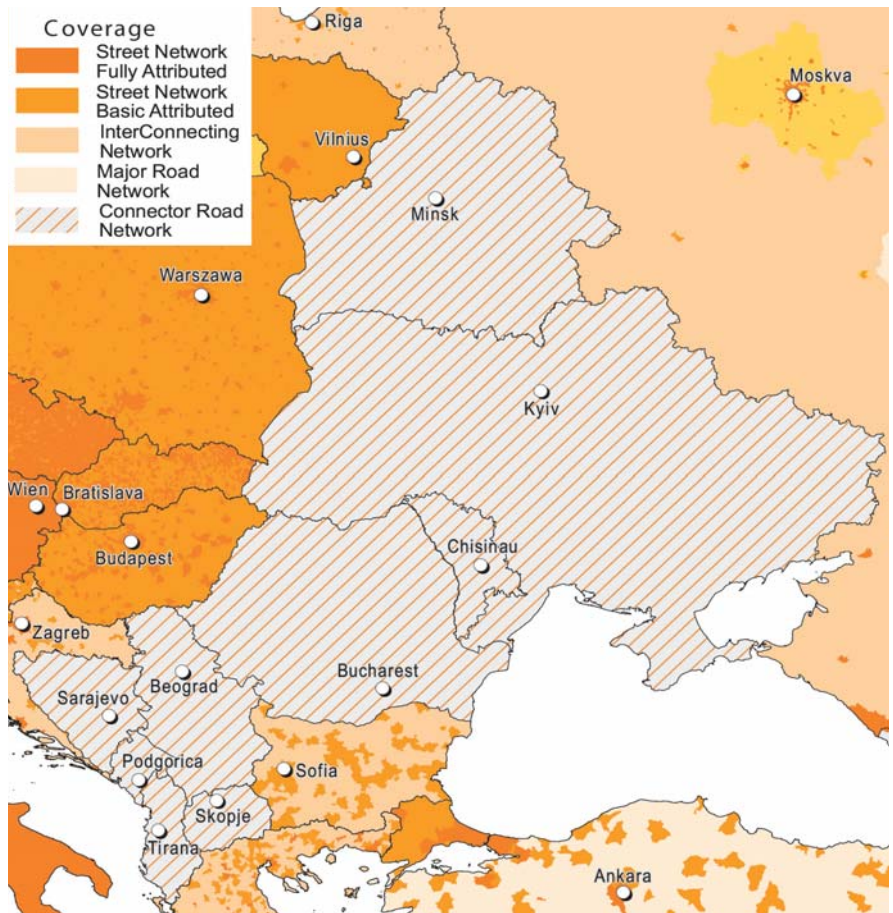 Coverage
Street Network
Fully Attributed
Street Network
Basic Attributed
InterConnecting
Network
Major Road
Network
Connector Road
Network
Riga
Moskva
Vilnius
Minsk
Warszawa
Kyiv
Wien
Bratislava
Budapest
Chisinau
Zagreb
Bucharest
Beograd
Sarajevo
Podgorica
Sofia
Skopje
Tirana
Ankara